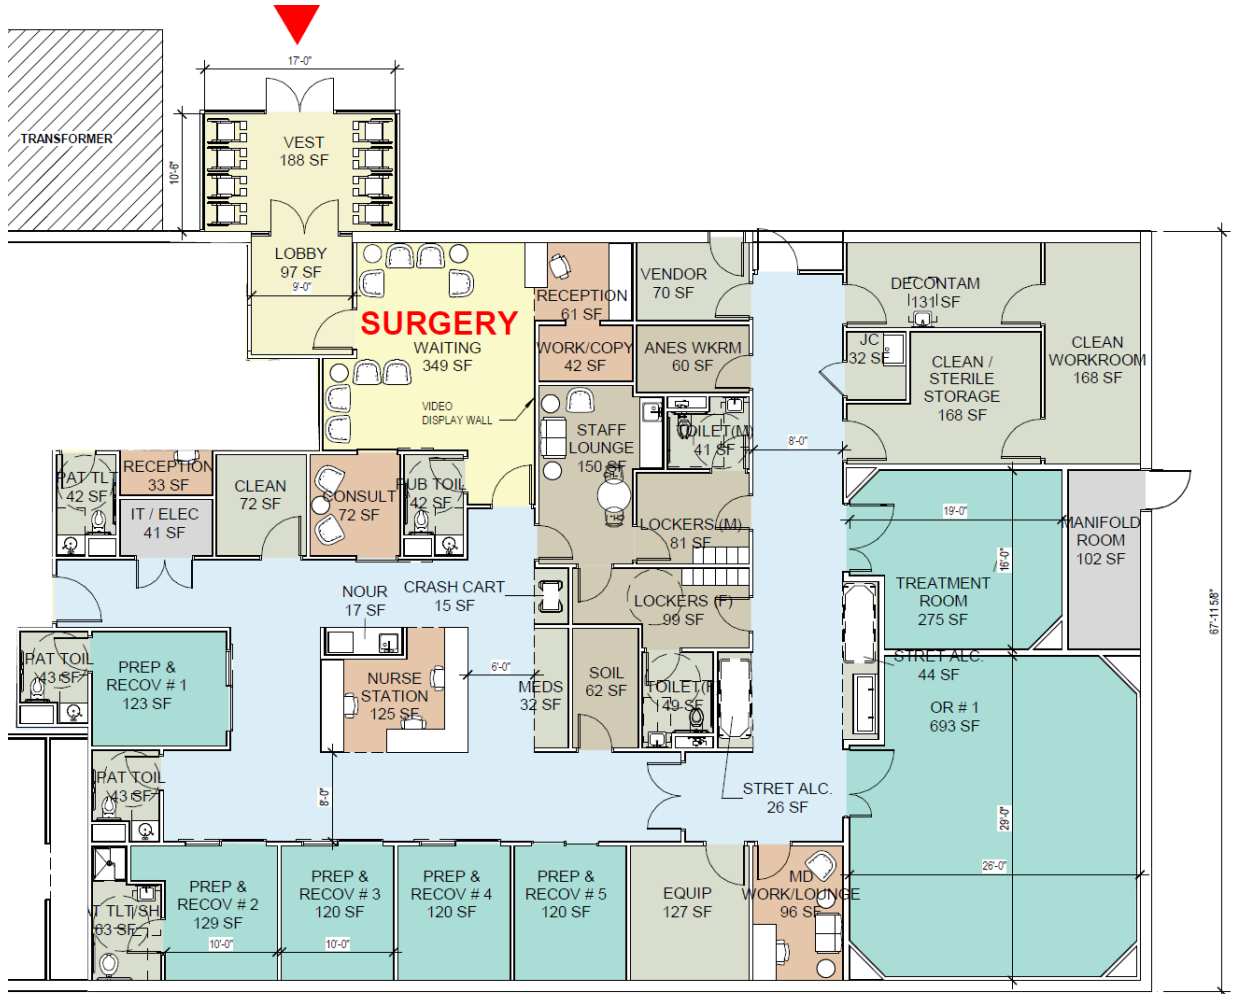 17'-0"
TRANSFORMER
VEST
188 SF
10'-6"
LOBBY
97 SF
9'-0"
SURGERY
WAITING
349 SF
VIDEO
DISPLAY WALL
RECEPTION
61 SF
WORK/COPY
42 SF
VENDOR
70 SF
ANES WKRM
60 SF
STAFF
LOUNGE
150 SF
TOILET(M)
41 SF
LOCKERS (M)
81 SF
LOCKERS (F)
99 SF
8'-0"
DECONTAM
131 SF
JC
32 SF
CLEAN /
STERILE
STORAGE
168 SF
CLEAN
WORKROOM
168 SF
PAT TLT
42 SF
RECEPTION
33 SF
IT / ELEC
41 SF
CLEAN
72 SF
CONSULT
72 SF
PUB TOIL
42 SF
19'-0"
16'-0"
TREATMENT
ROOM
275 SF
MANIFOLD
ROOM
102 SF
67'-11 5/8"
NOUR
17 SF
CRASH CART
15 SF
PAT TOIL
43 SF
PREP &
RECOV # 1
123 SF
NURSE
STATION
125 SF
6'-0"
MEDS
32 SF
SOIL
62 SF
TOILET(F)
49 SF
STRET ALC.
44 SF
OR # 1
693 SF
PAT TOIL
43 SF
8'-0"
STRET ALC.
26 SF
29'-0"
26'-0"
PREP &
RECOV # 2
129 SF
10'-0"
PREP &
RECOV # 3
120 SF
10'-0"
PREP &
RECOV # 4
120 SF
PREP &
RECOV # 5
120 SF
EQUIP
127 SF
MD
WORK/LOUNGE
96 SF
AT TLT/SH
63 SF